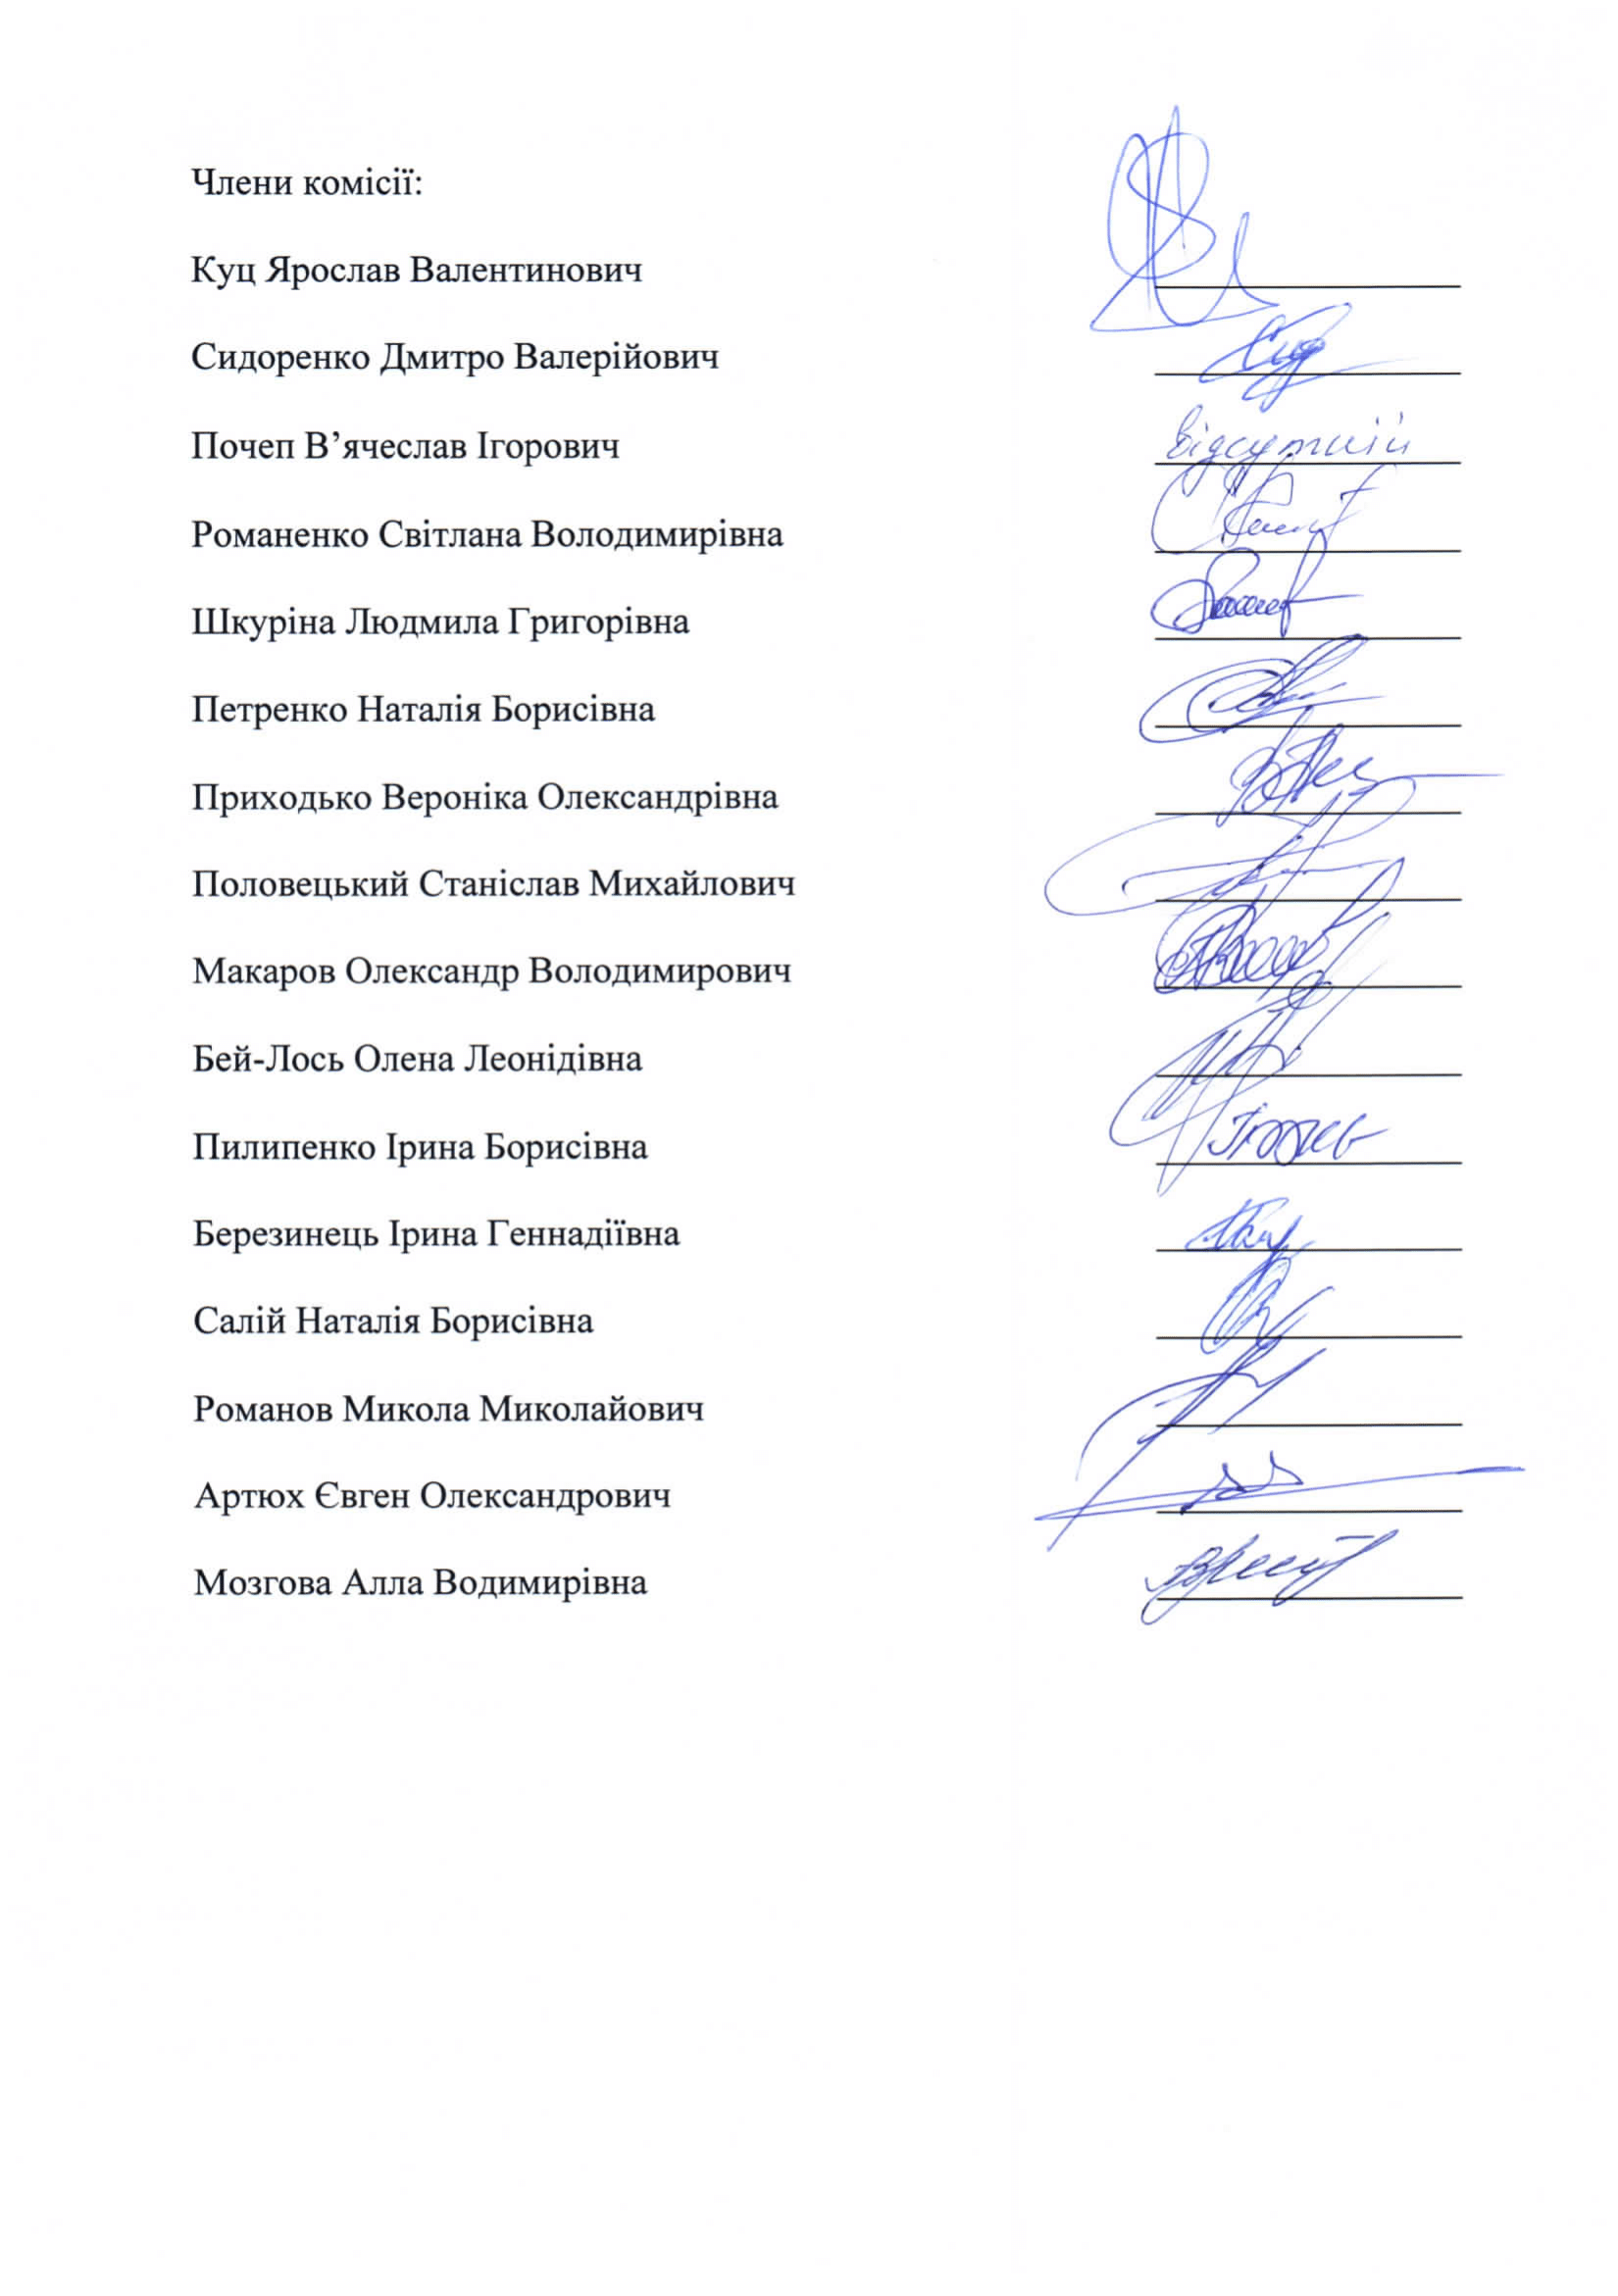 Члени комісії:
Куц Ярослав Валентинович
Сидоренко Дмитро Валерійович
Почеп В’ячеслав Ігорович відсутній
Романенко Світлана Володимирівна
Шкуріна Людмила Григорівна
Петренко Наталія Борисівна
Приходько Вероніка Олександрівна
Половецький Станіслав Михайлович
Макаров Олександр Володимирович
Бей-Лось Олена Леонідівна
Пилипенко Ірина Борисівна
Березинець Ірина Геннадіївна
Салій Наталія Борисівна
Романов Микола Миколайович
Артюх Євген Олександрович
Мозгова Алла Водимирівна